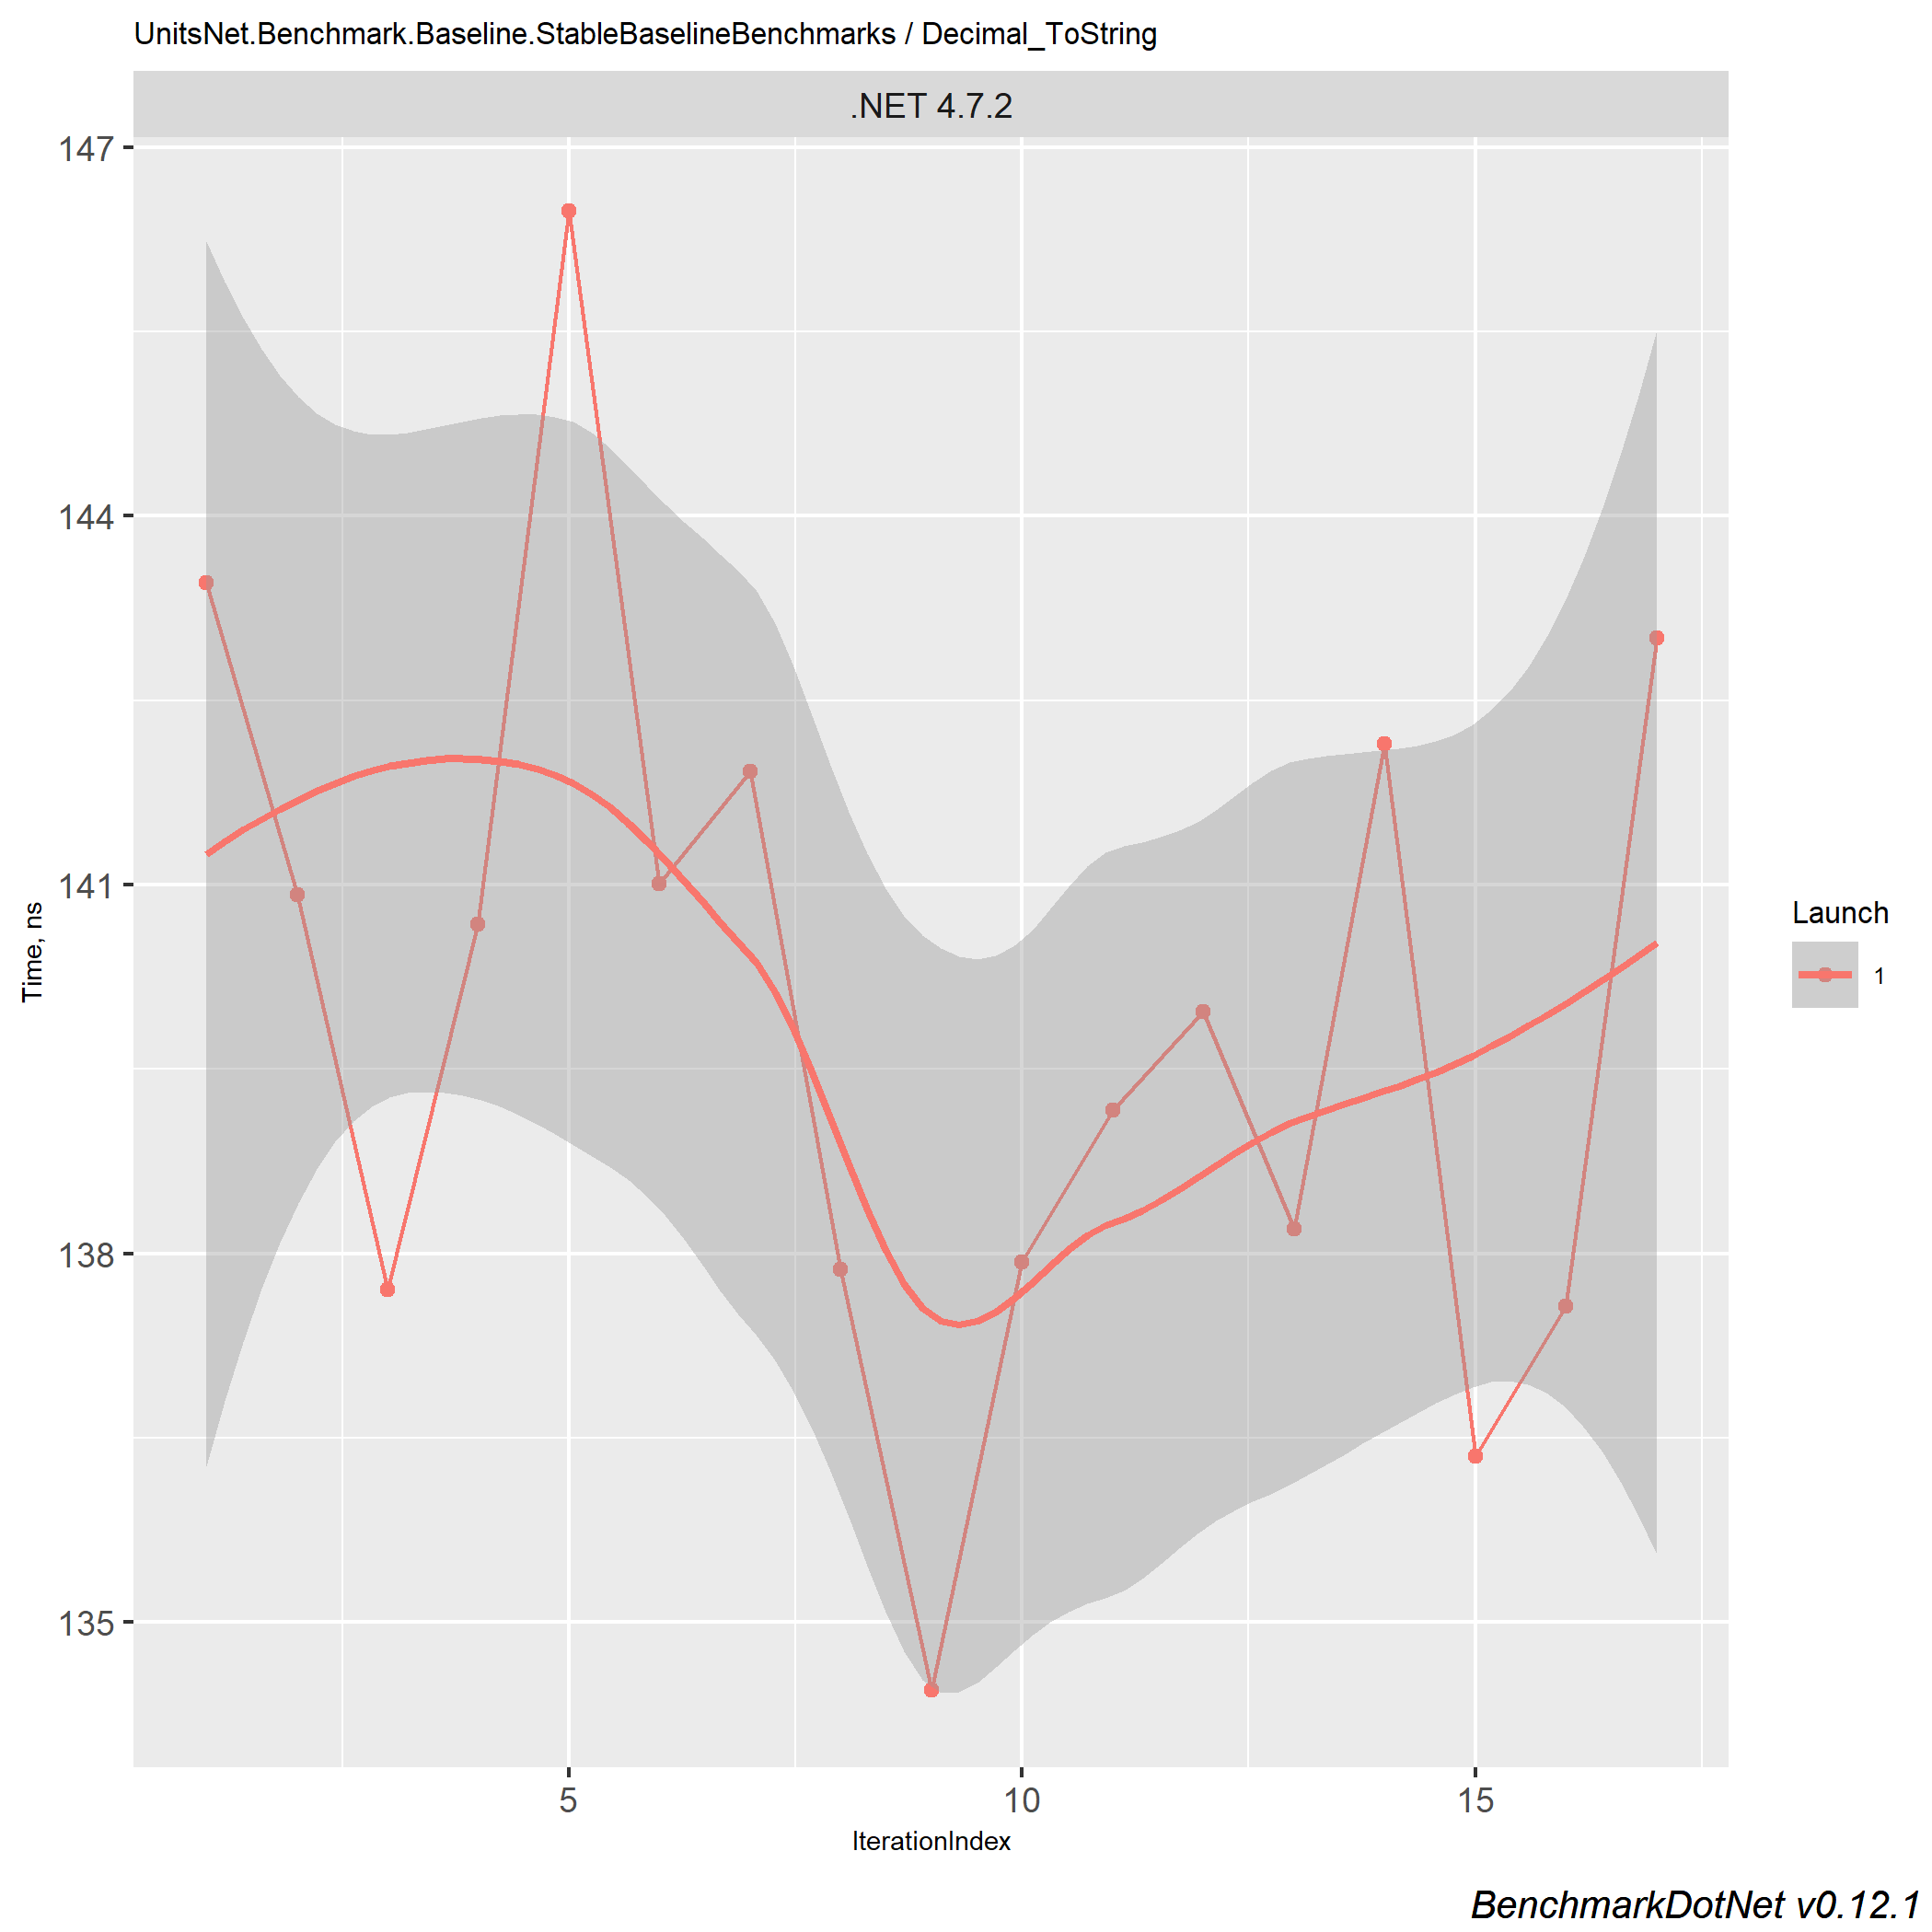 UnitsNet.Benchmark.Baseline.StableBaselineBenchmarks / Decimal_ToString
.NET 4.7.2
147
144
141
138
135
Time, ns
5
10
15
IterationIndex
Launch
1
BenchmarkDotNet v0.12.1